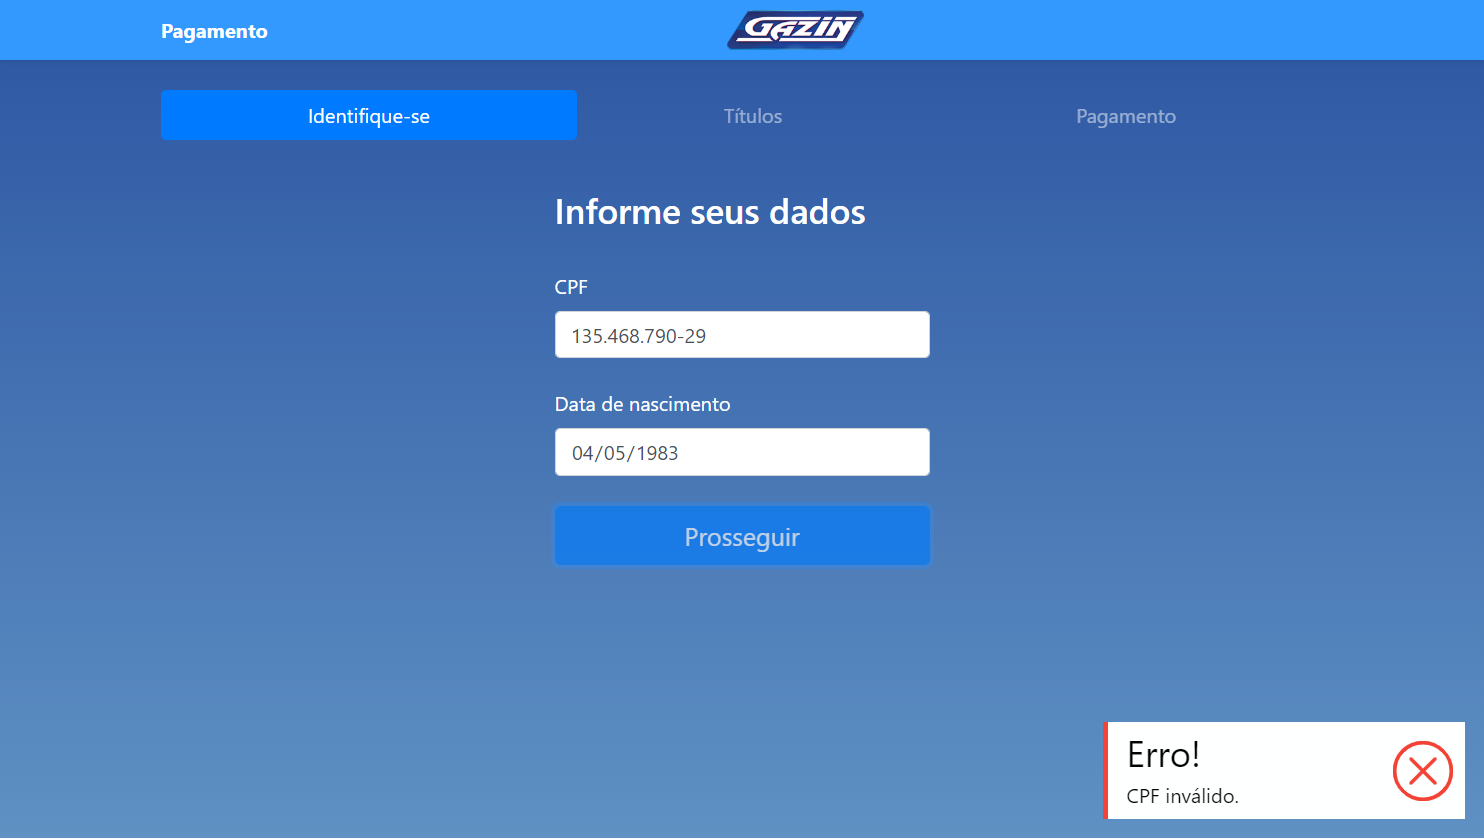 Pagamento
GAZIN
Identifique-se
Títulos
Pagamento
Informe seus dados
CPF
135.468.790-29
Data de nascimento
04/05/1983
Prosseguir
Erro!
CPF inválido.